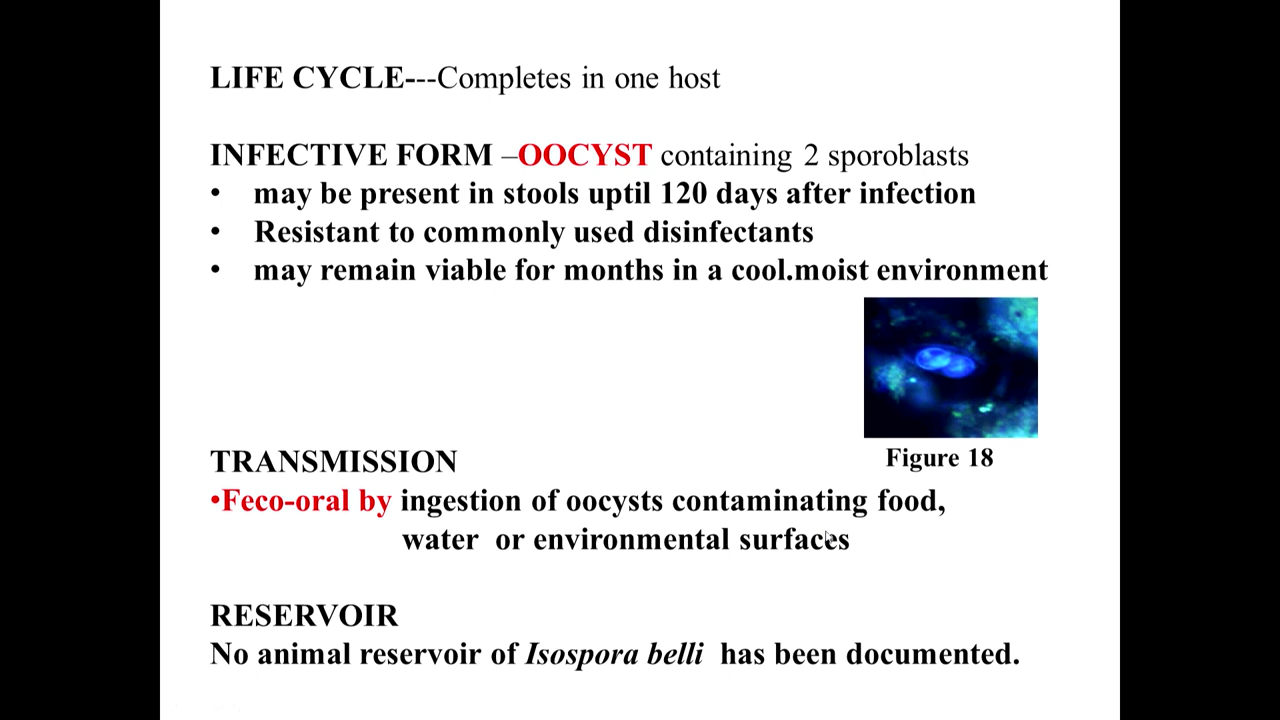 LIFE CYCLE---Completes in one host
INFECTIVE FORM –OOCYST containing 2 sporoblasts
• may be present in stools uptil 120 days after infection
• Resistant to commonly used disinfectants
• may remain viable for months in a cool.moist environment
Figure 18
TRANSMISSION
•Feco-oral by ingestion of oocysts contaminating food,
water or environmental surfaces
RESERVOIR
No animal reservoir of Isospora belli has been documented.